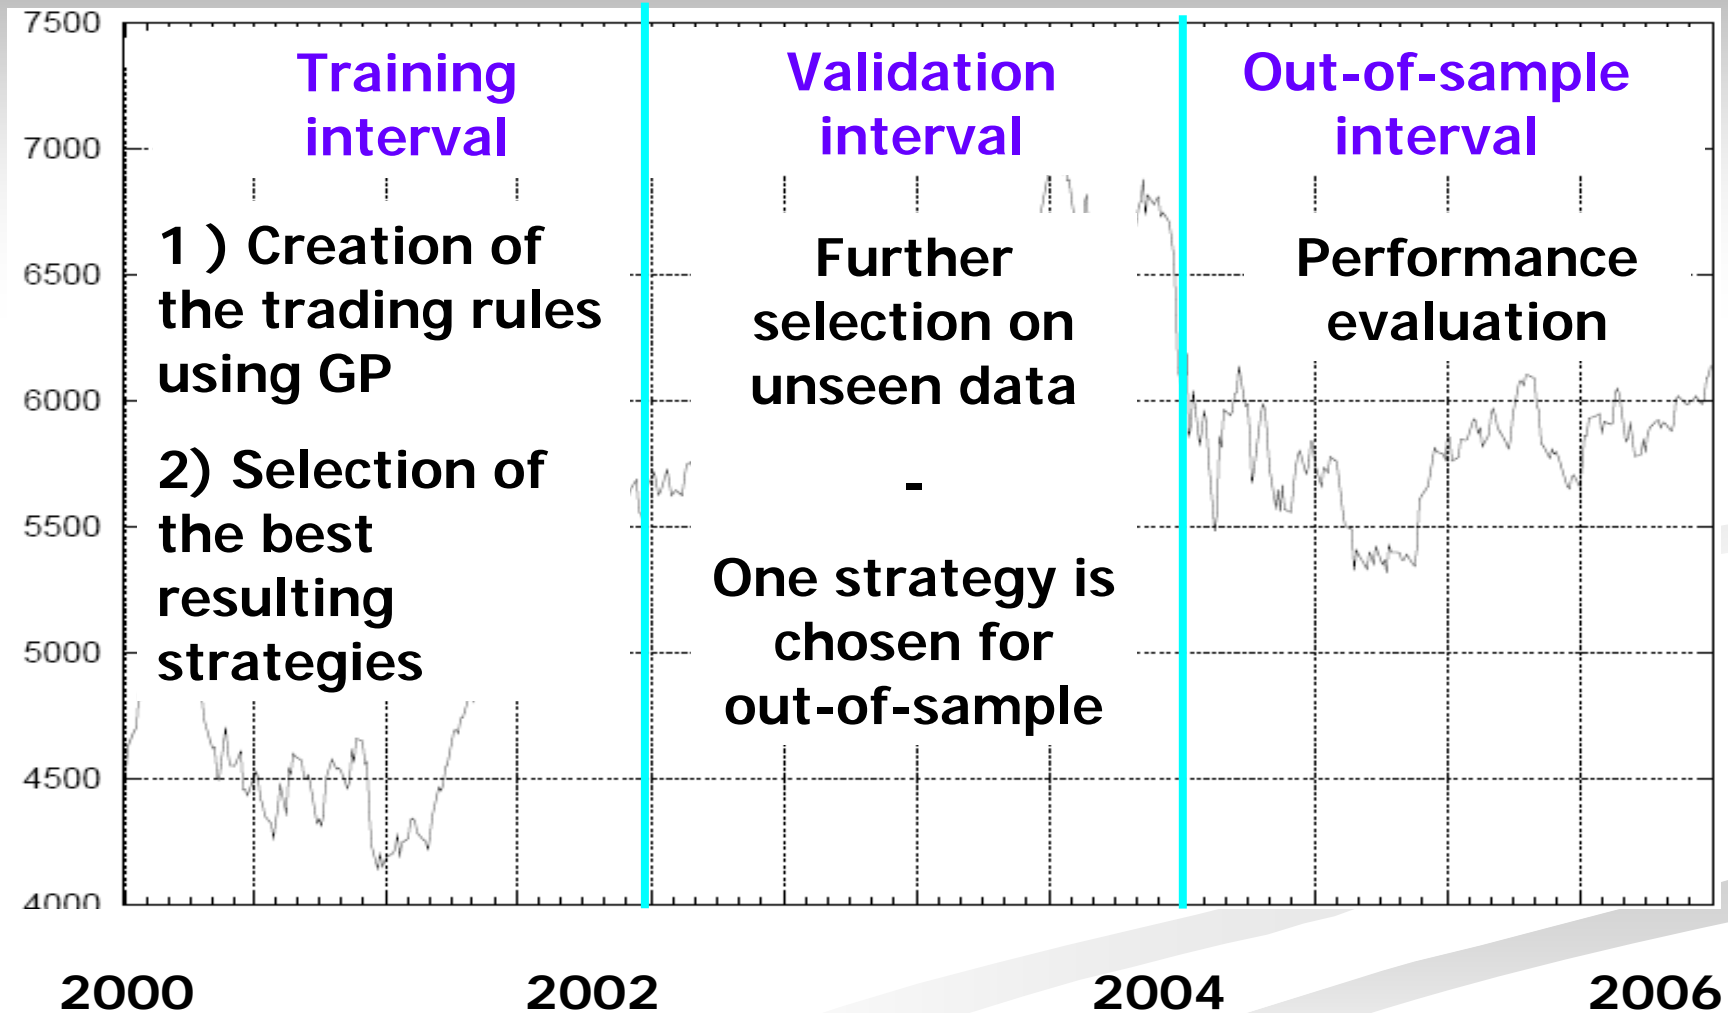 7500
7000
6500
6000
5500
5000
4500
4000
Training
interval
1 ) Creation of
the trading rules
using GP
2) Selection of
the best
resulting
strategies
Validation
interval
Further
selection on
unseen data
-
One strategy is
chosen for
out-of-sample
Out-of-sample
interval
Performance
evaluation
2000 2002 2004 2006